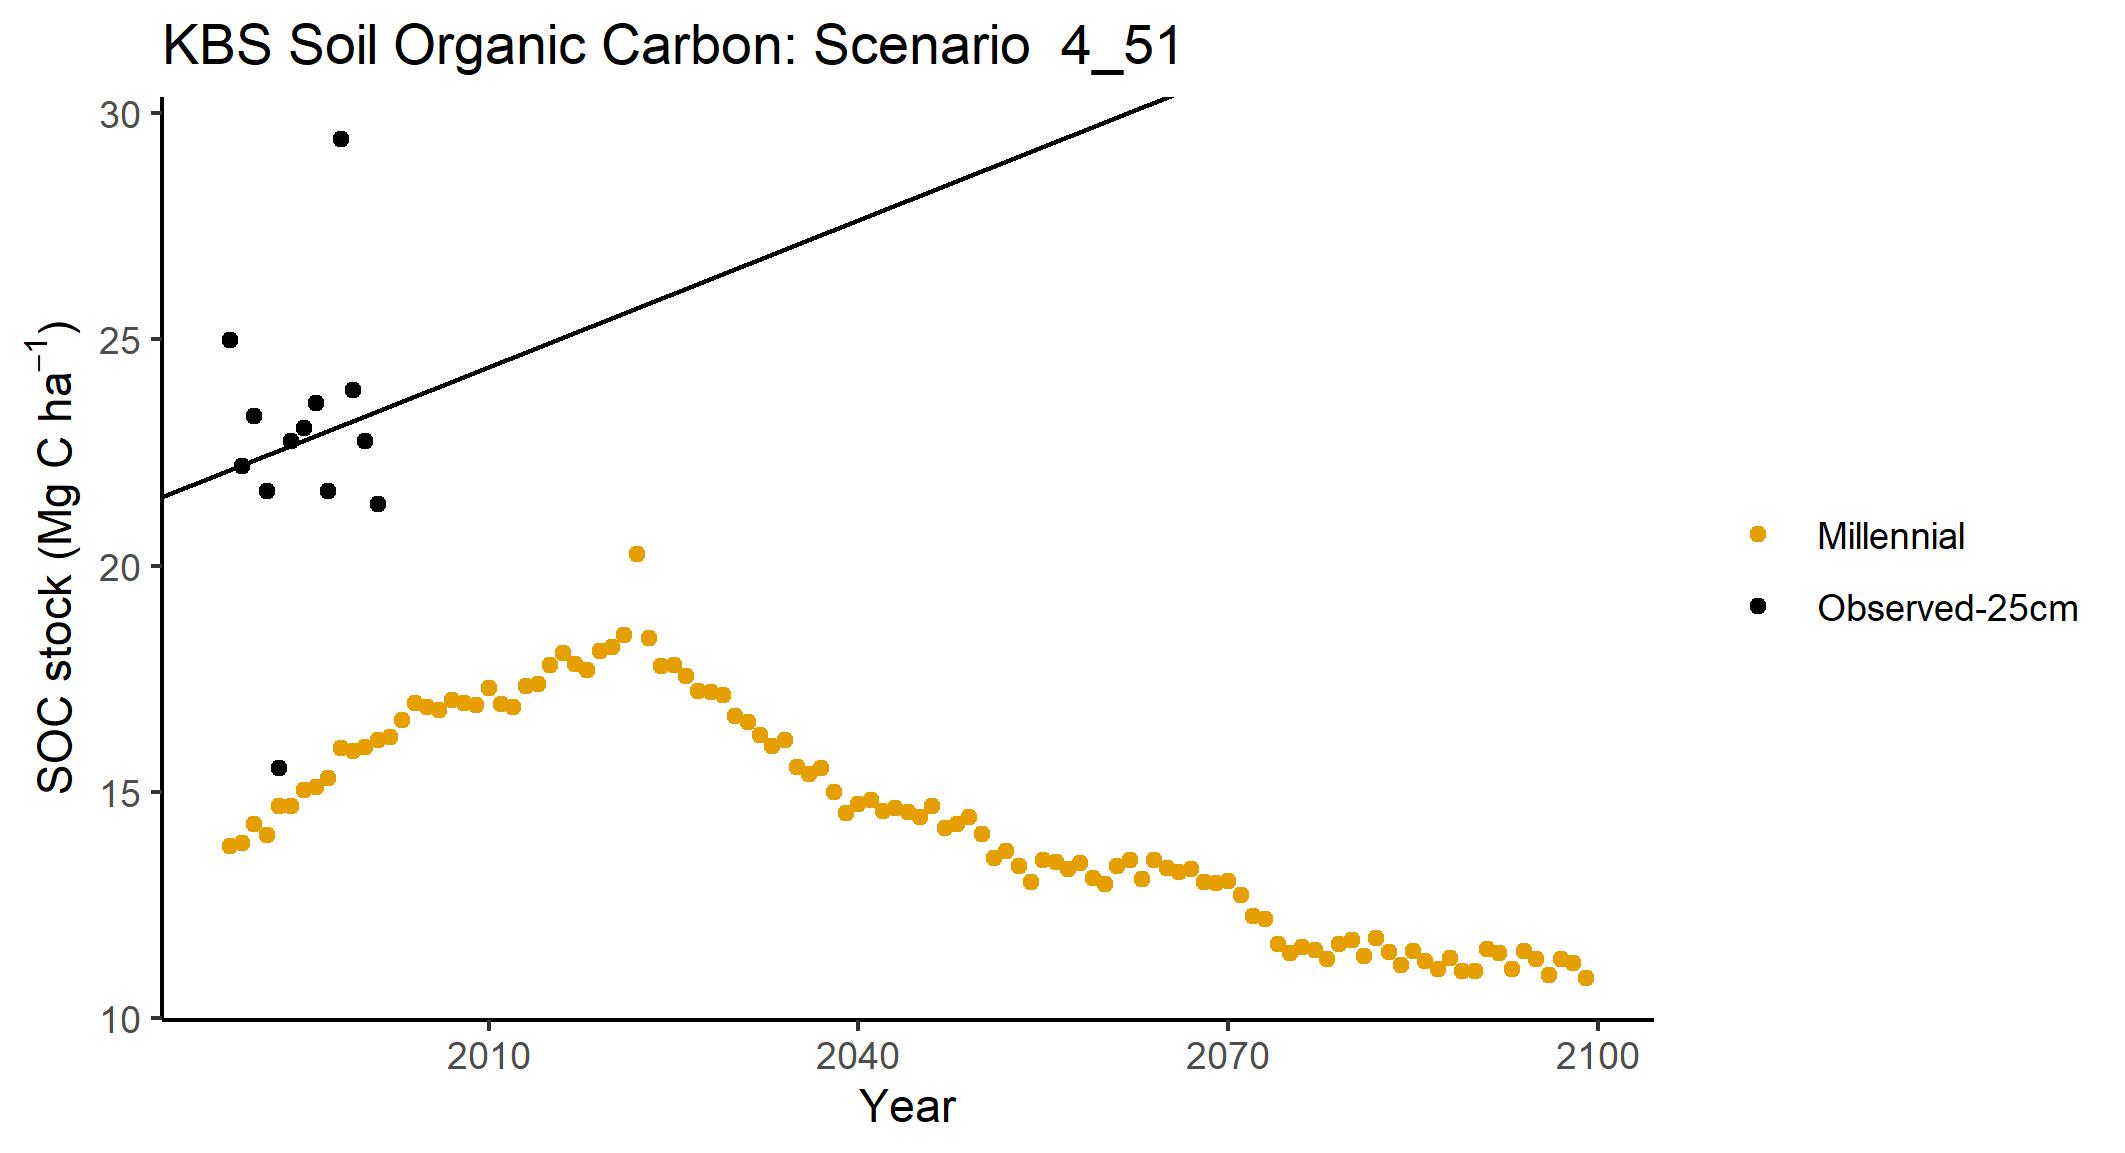 KBS Soil Organic Carbon: Scenario  4_51
30
25
20
15
10
SOC stock (Mg C ha⁻¹)
2010 2040 2070 2100
Year
Millennial
Observed-25cm